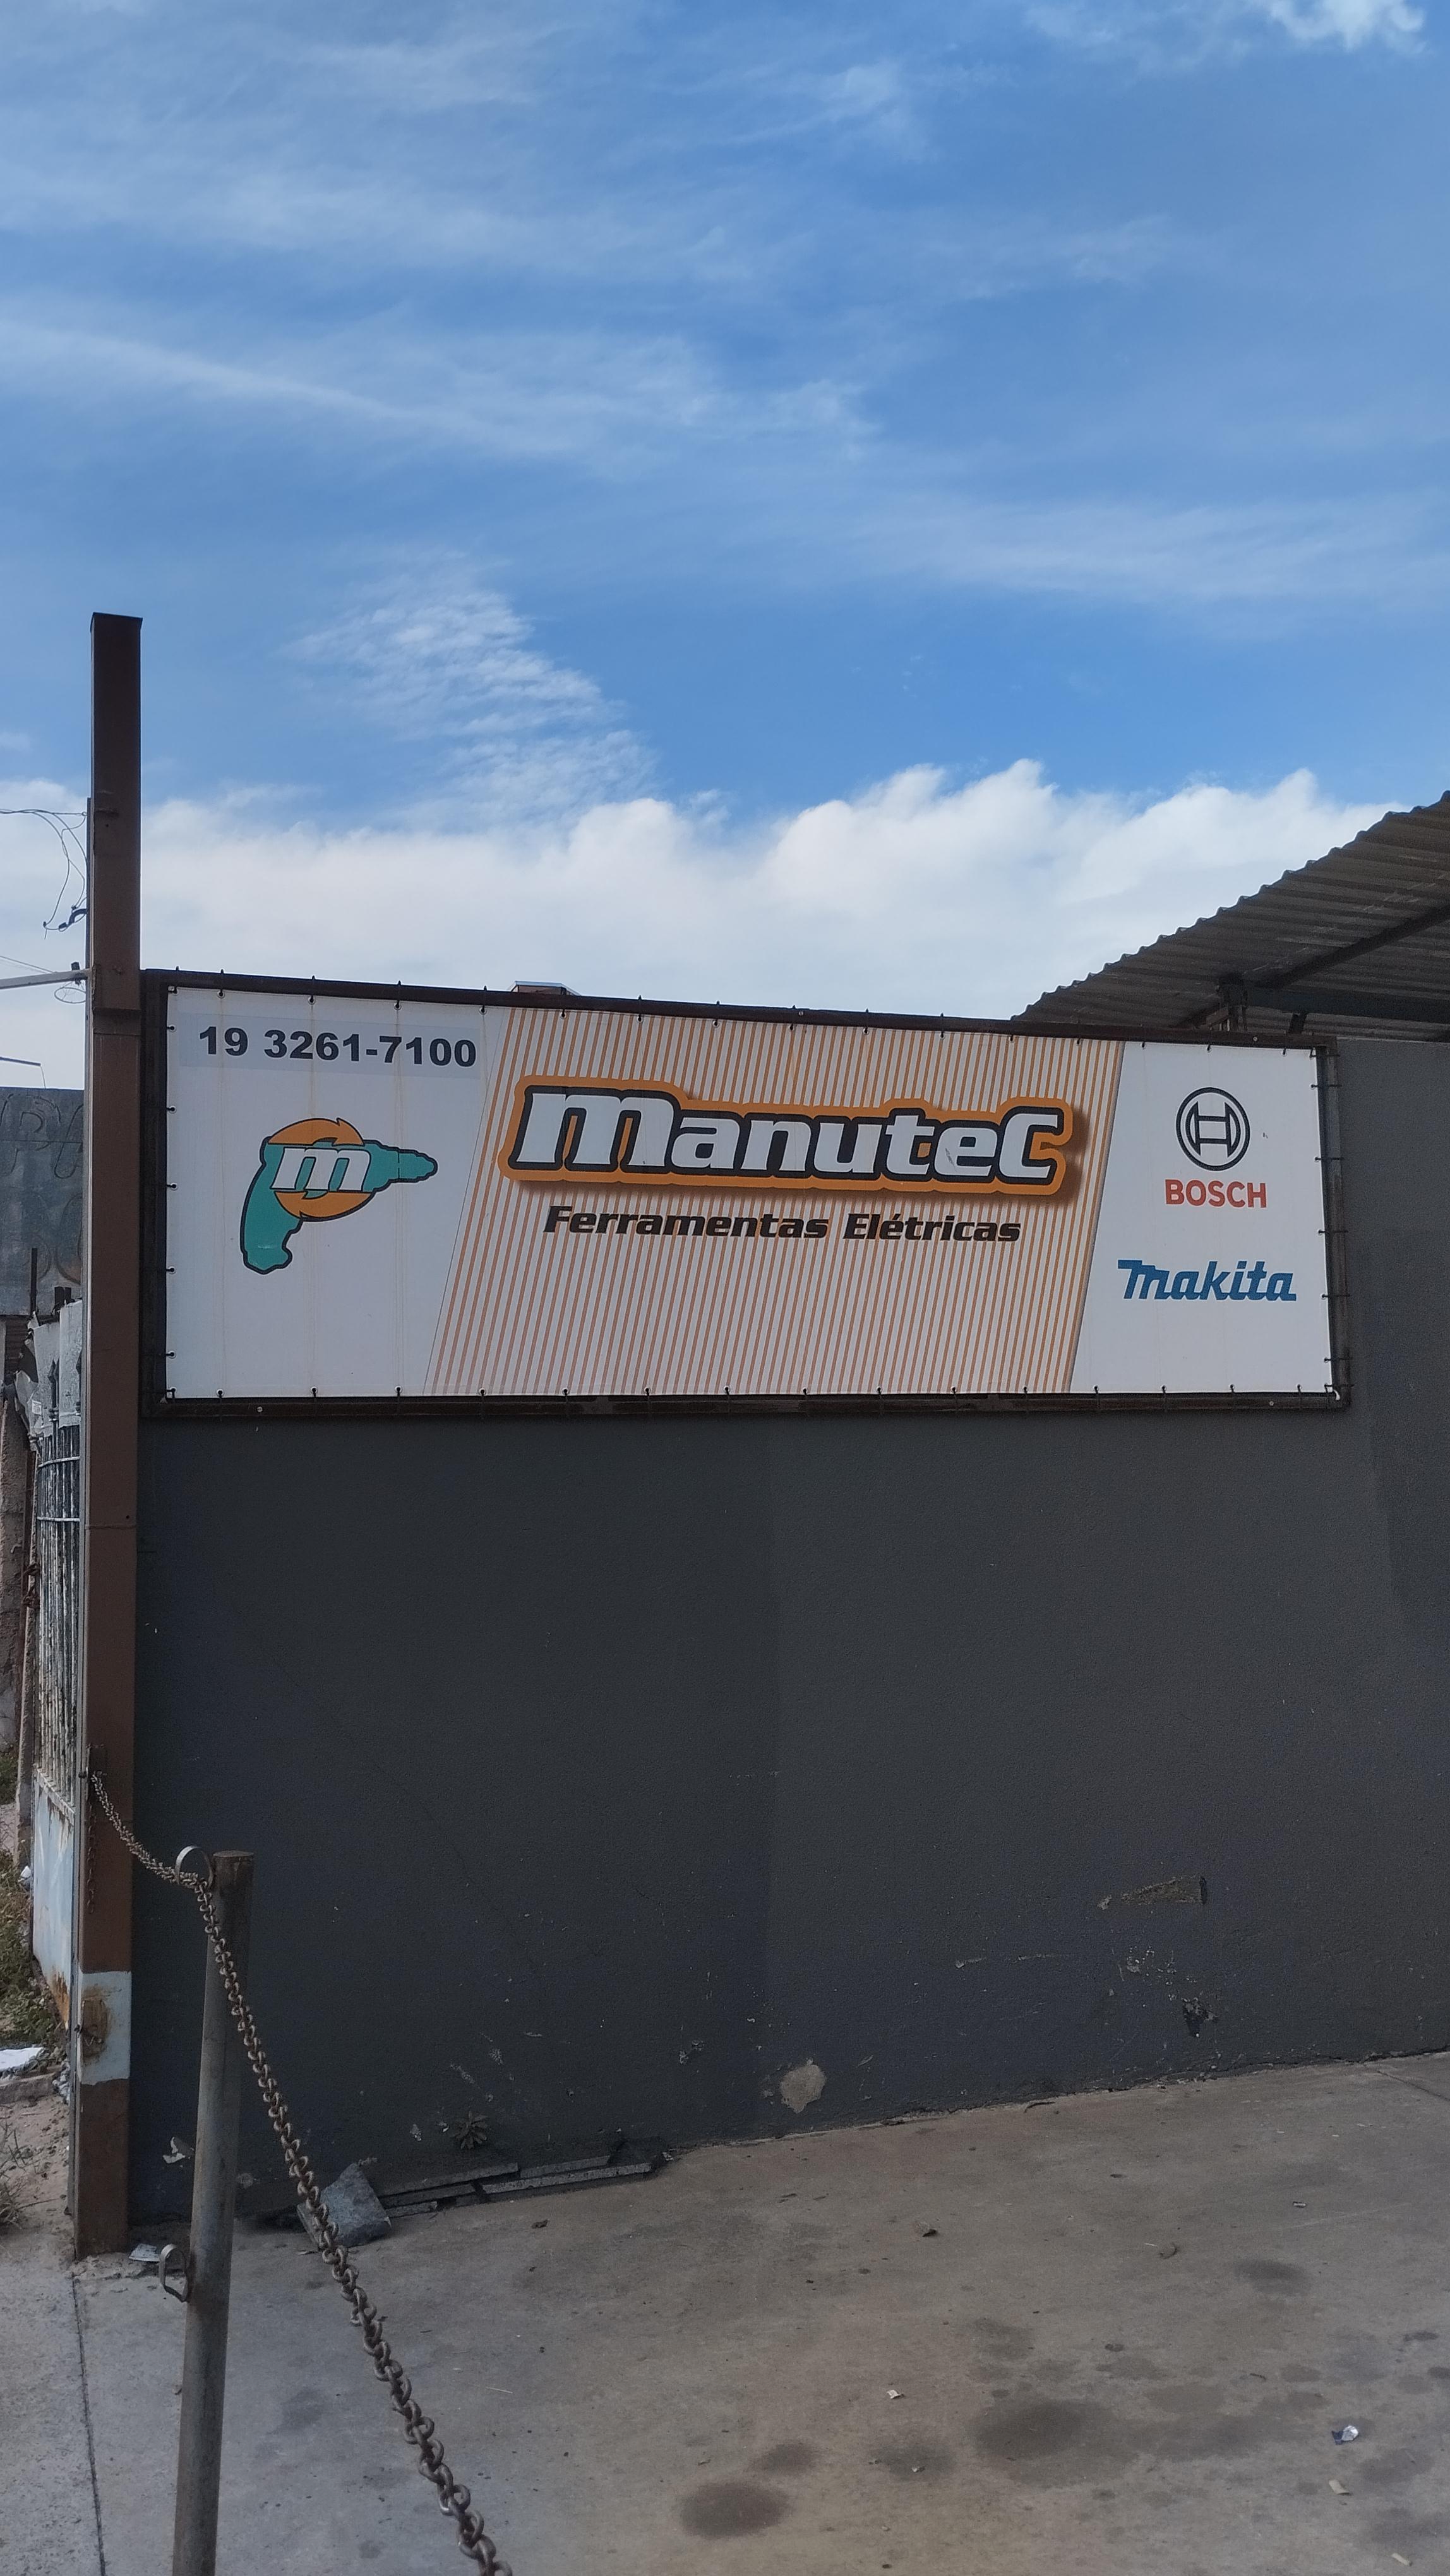 19 3261-7100
m
Manutec
Ferramentas Elétricas
BOSCH
makita